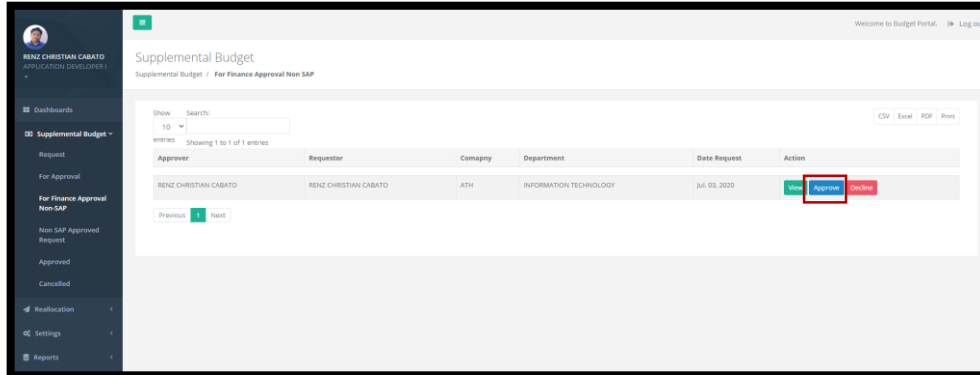 Welcome to Budget Portal. Log ou
RENZ CHRISTIAN CABATO
APPLICATION DEVELOPER I
Supplemental Budget
Supplemental Budget / For Finance Approval Non SAP
Dashboards
Supplemental Budget
Request
For Approval
For Finance Approval
Non-SAP
Non SAP Approved
Request
Approved
Cancelled
Reallocation
Settings
Reports
Show Search:
10
entries Showing 1 to 1 of 1 entries
CSV Excel PDF Print
Approver Requestor Comapny Department Date Request Action
RENZ CHRISTIAN CABATO RENZ CHRISTIAN CABATO ATH INFORMATION TECHNOLOGY Jul. 03, 2020 View Approve Decline
Previous 1 Next